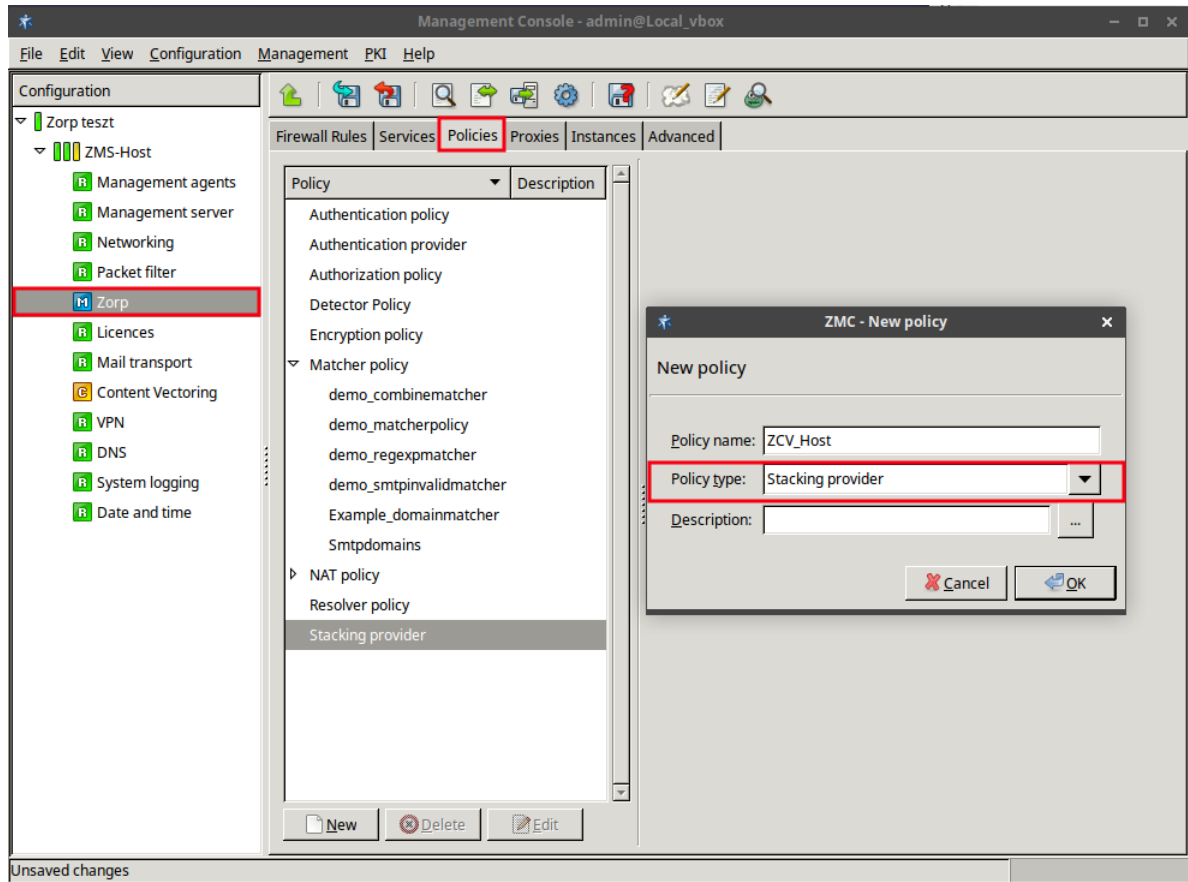 Management Console - admin@Local_vbox
File Edit View Configuration Management PKI Help
Configuration
Zorp teszt
ZMS-Host
R Management agents
R Management server
R Networking
R Packet filter
M Zorp
R Licences
R Mail transport
C Content Vectoring
R VPN
R DNS
R System logging
R Date and time
Firewall Rules Services Policies Proxies Instances Advanced
Policy Description
Authentication policy
Authentication provider
Authorization policy
Detector Policy
Encryption policy
Matcher policy
demo_combinematcher
demo_matcherpolicy
demo_regexpmatcher
demo_smtpinvalidmatcher
Example_domainmatcher
Smtpdomains
NAT policy
Resolver policy
Stacking provider
New Delete Edit
ZMC - New policy
New policy
Policy name: ZCV_Host
Policy type: Stacking provider
Description: ...
Cancel OK
Unsaved changes